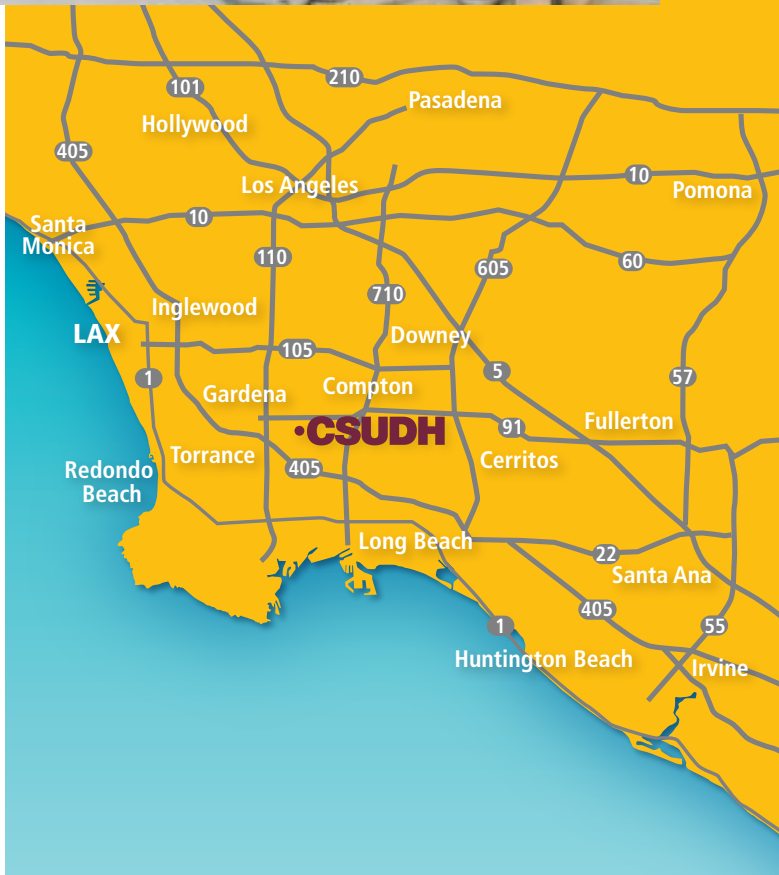 210
101
Pasadena
Hollywood
405
10
Los Angeles
Pomona
10
Santa
Monica
110
60
605
710
Inglewood
LAX
Downey
105
5
1
57
Compton
Gardena
Fullerton
91
•CSUDH
Torrance
Cerritos
405
Redondo
Beach
Long Beach
22
Santa Ana
405
1
55
Huntington Beach
Irvine